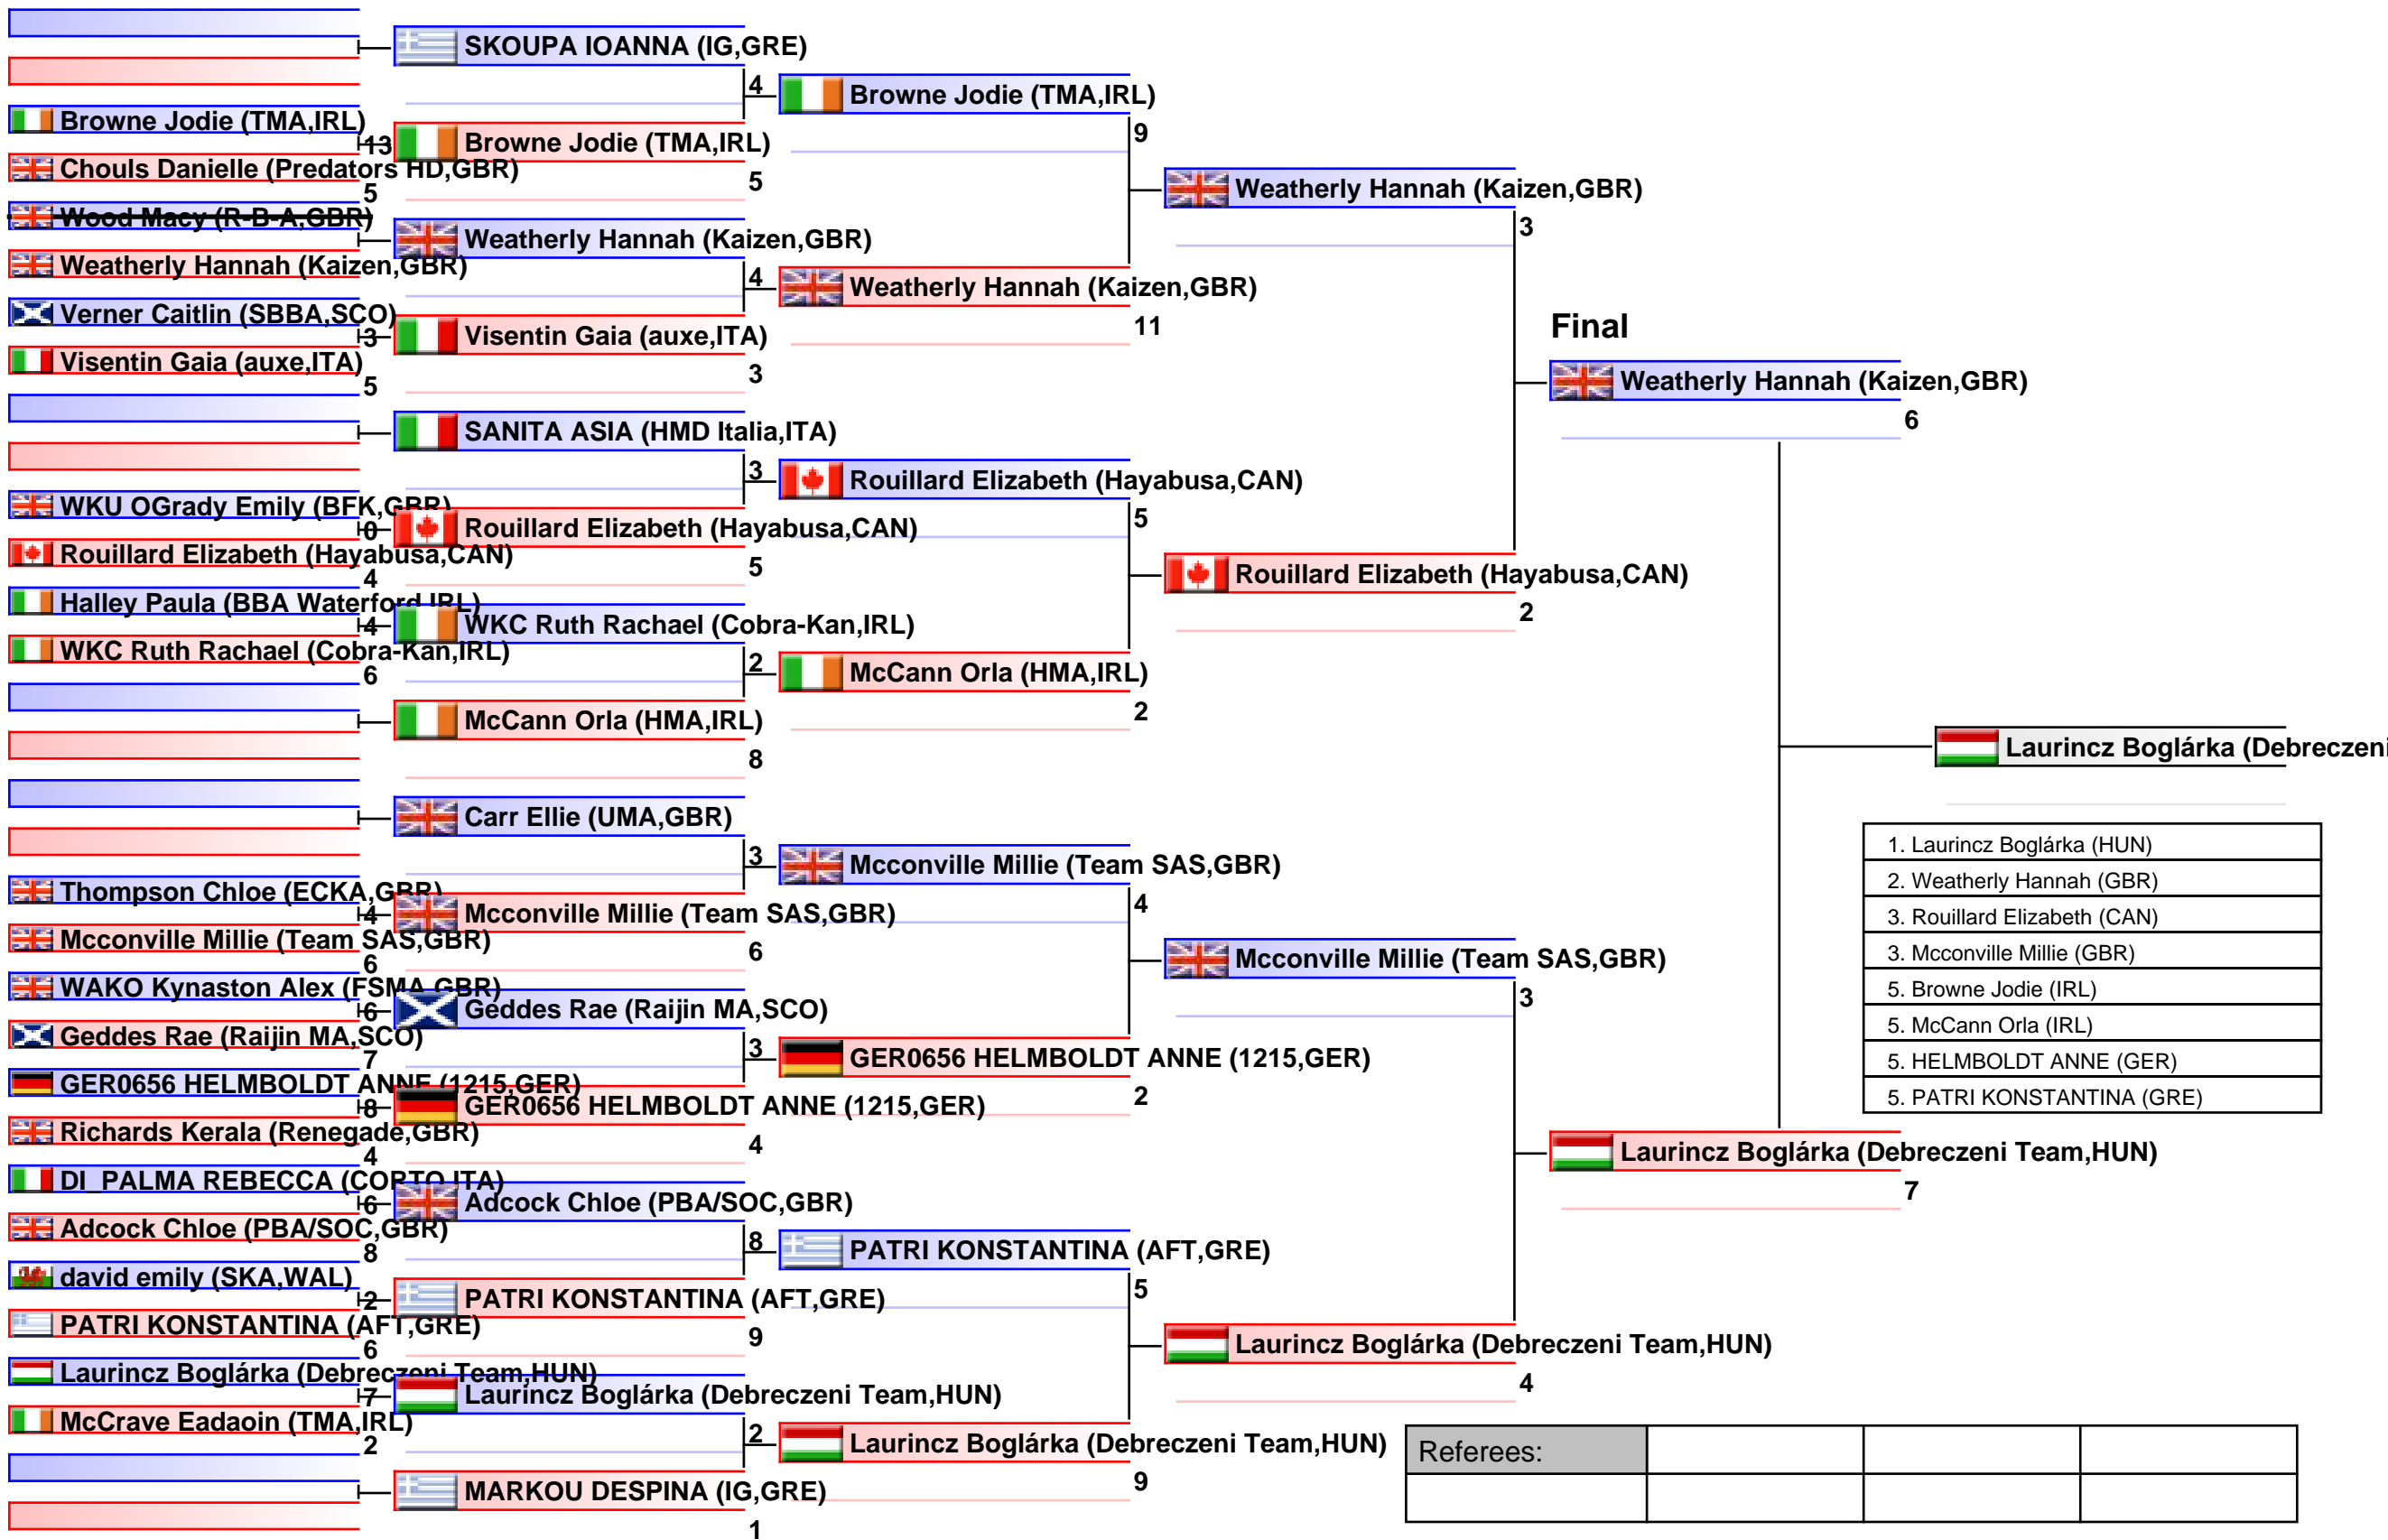 SKOUPA IOANNA (IG,GRE)
4
Browne Jodie (TMA,IRL)
Browne Jodie (TMA,IRL)
13
Chouls Danielle (Predators HD,GBR)
5
Browne Jodie (TMA,IRL)
5
9
Wood Macy (R-B-A,GBR)
Weatherly Hannah (Kaizen,GBR)
Weatherly Hannah (Kaizen,GBR)
4
Weatherly Hannah (Kaizen,GBR)
11
Weatherly Hannah (Kaizen,GBR)
3
Verner Caitlin (SBBA,SCO)
3
Visentin Gaia (auxe,ITA)
5
Visentin Gaia (auxe,ITA)
3
Final
Weatherly Hannah (Kaizen,GBR)
6
SANITA ASIA (HMD Italia,ITA)
3
Rouillard Elizabeth (Hayabusa,CAN)
5
WKU OGrady Emily (BFK,GBR)
0
Rouillard Elizabeth (Hayabusa,CAN)
4
Rouillard Elizabeth (Hayabusa,CAN)
5
Rouillard Elizabeth (Hayabusa,CAN)
2
Halley Paula (BBA Waterford,IRL)
4
WKC Ruth Rachael (Cobra-Kan,IRL)
6
WKC Ruth Rachael (Cobra-Kan,IRL)
2
McCann Orla (HMA,IRL)
2
McCann Orla (HMA,IRL)
8
Laurincz Boglárka (Debreczeni
Carr Ellie (UMA,GBR)
3
Mcconville Millie (Team SAS,GBR)
4
Thompson Chloe (ECKA,GBR)
4
Mcconville Millie (Team SAS,GBR)
6
Mcconville Millie (Team SAS,GBR)
6
Mcconville Millie (Team SAS,GBR)
3
WAKO Kynaston Alex (FSMA,GBR)
6
Geddes Rae (Raijin MA,SCO)
7
Geddes Rae (Raijin MA,SCO)
3
GER0656 HELMBOLDT ANNE (1215,GER)
2
GER0656 HELMBOLDT ANNE (1215,GER)
8
Richards Kerala (Renegade,GBR)
4
GER0656 HELMBOLDT ANNE (1215,GER)
4
1. Laurincz Boglárka (HUN)
2. Weatherly Hannah (GBR)
3. Rouillard Elizabeth (CAN)
3. Mcconville Millie (GBR)
5. Browne Jodie (IRL)
5. McCann Orla (IRL)
5. HELMBOLDT ANNE (GER)
5. PATRI KONSTANTINA (GRE)
Laurincz Boglárka (Debreczeni Team,HUN)
7
DI_PALMA REBECCA (CORTO,ITA)
6
Adcock Chloe (PBA/SOC,GBR)
8
Adcock Chloe (PBA/SOC,GBR)
8
PATRI KONSTANTINA (AFT,GRE)
5
david emily (SKA,WAL)
2
PATRI KONSTANTINA (AFT,GRE)
6
PATRI KONSTANTINA (AFT,GRE)
9
Laurincz Boglárka (Debreczeni Team,HUN)
4
Laurincz Boglárka (Debreczeni Team,HUN)
7
McCrave Eadaoin (TMA,IRL)
2
Laurincz Boglárka (Debreczeni Team,HUN)
2
Laurincz Boglárka (Debreczeni Team,HUN)
9
MARKOU DESPINA (IG,GRE)
1
Referees: